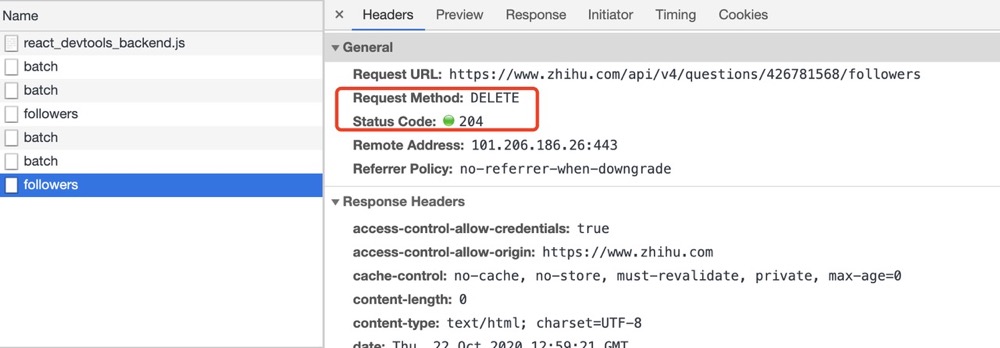 Name
react_devtools_backend.js
batch
batch
followers
batch
batch
followers
× Headers Preview Response Initiator Timing Cookies
▼ General
Request URL: https://www.zhihu.com/api/v4/questions/426781568/followers
Request Method: DELETE
Status Code: 204
Remote Address: 101.206.186.26:443
Referrer Policy: no-referrer-when-downgrade
▼ Response Headers
access-control-allow-credentials: true
access-control-allow-origin: https://www.zhihu.com
cache-control: no-cache, no-store, must-revalidate, private, max-age=0
content-length: 0
content-type: text/html; charset=UTF-8
date: Thu, 22 Oct 2020 12:59:21 GMT